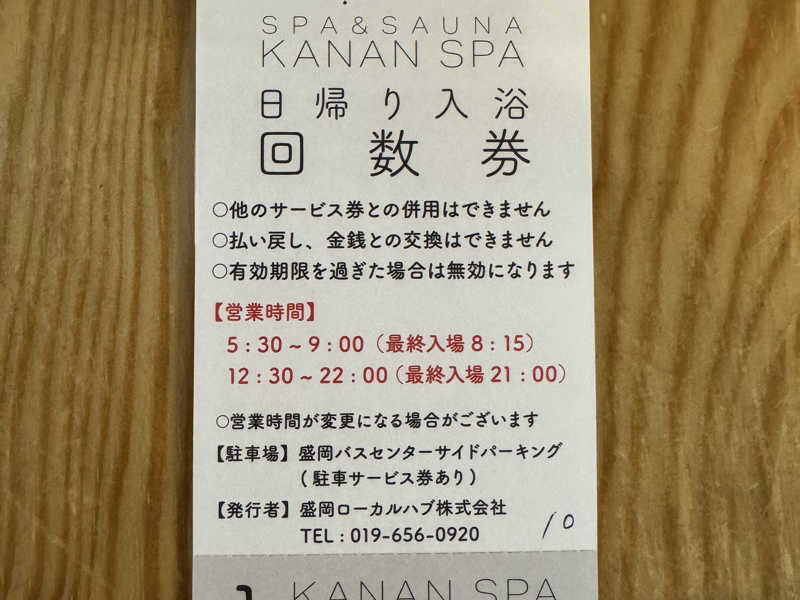 SPA&SAUNA
KANAN SPA
日帰り入浴
回数券
○他のサービス券との併用はできません
○払い戻し、金銭との交換はできません
○有効期限を過ぎた場合は無効になります
【営業時間】
5：30～9：00（最終入場8：15）
12：30～22：00（最終入場21：00）
○営業時間が変更になる場合がございます
【駐車場】盛岡バスセンターサイドパーキング
(駐車サービス券あり)
【発行者】盛岡ローカルハブ株式会社
TEL：019-656-0920
10
KANAN SPA